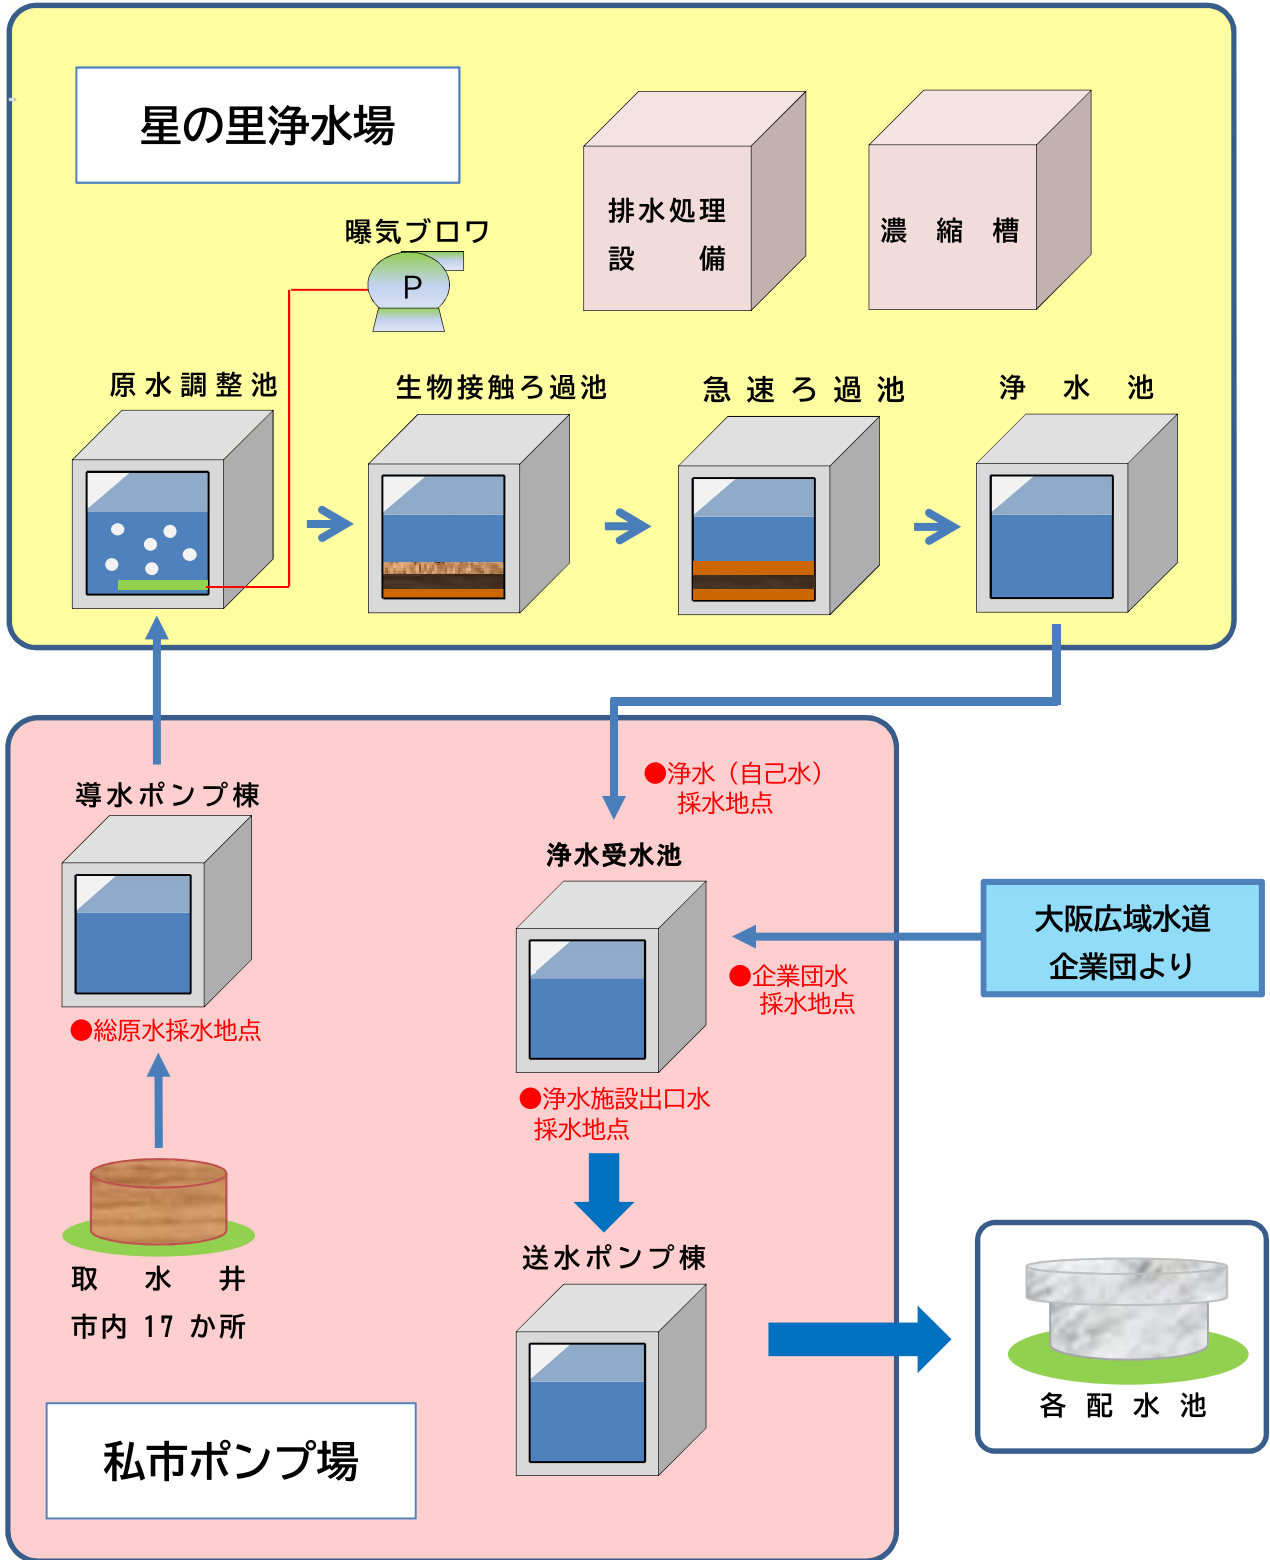 星の里浄水場
排水処理
設備
濃縮槽
曝気ブロワ
P
原水調整池
生物接触ろ過池
急速ろ過池
浄水池
導水ポンプ棟
●浄水（自己水）
採水地点
浄水受水池
大阪広域水道
企業団より
●企業団水
採水地点
●総原水採水地点
●浄水施設出口水
採水地点
取水井
市内 17 か所
送水ポンプ棟
各配水池
私市ポンプ場